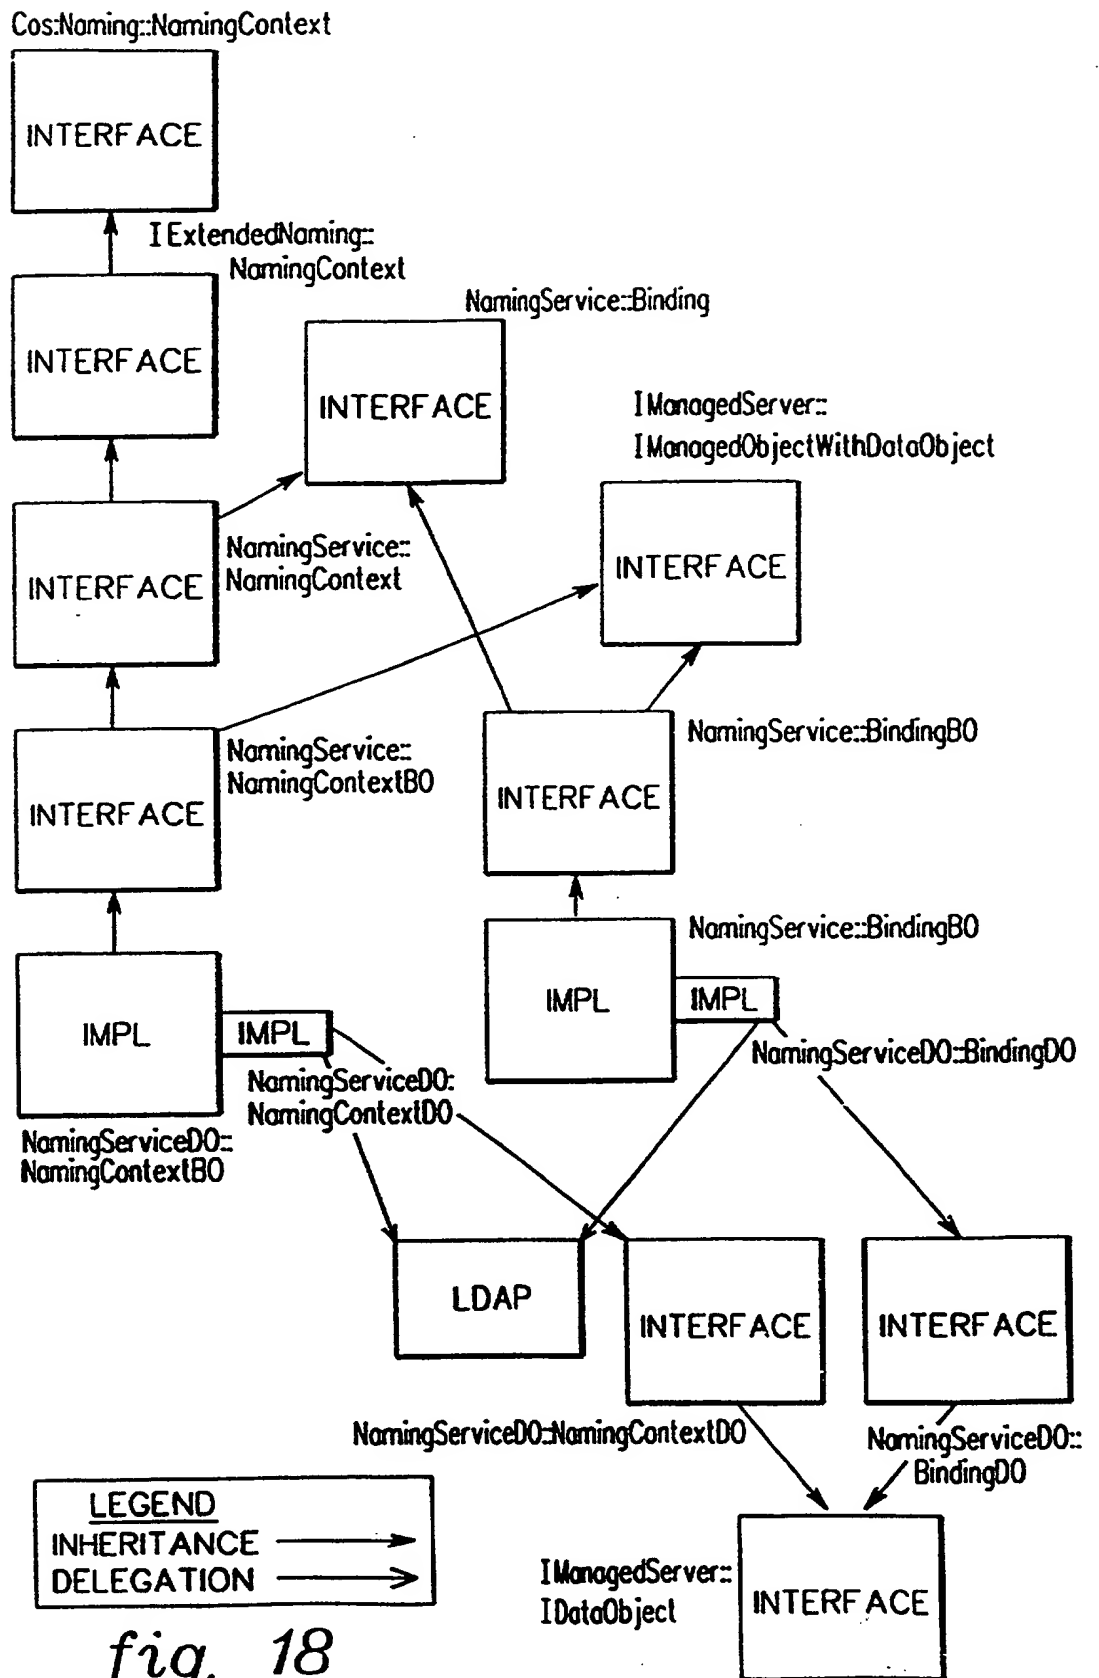 Cos:Naming::NamingContext
INTERFACE
IExtendedNaming::
NamingContext
INTERFACE
NamingService::Binding
INTERFACE
IManagedServer::
IManagedObjectWithDataObject
INTERFACE
NamingService::
NamingContext
INTERFACE
NamingService::
NamingContextBO
INTERFACE
NamingService::BindingBO
INTERFACE
NamingService::BindingBO
IMPL
IMPL
IMPL
IMPL
NamingServiceDO::BindingDO
NamingServiceDO:
NamingContextDO
NamingServiceDO::
NamingContextBO
LDAP
INTERFACE
INTERFACE
NamingServiceDO::NamingContextDO
NamingServiceDO::
BindingDO
LEGEND
INHERITANCE
DELEGATION
IManagedServer::
IDataObject
INTERFACE
fig. 18